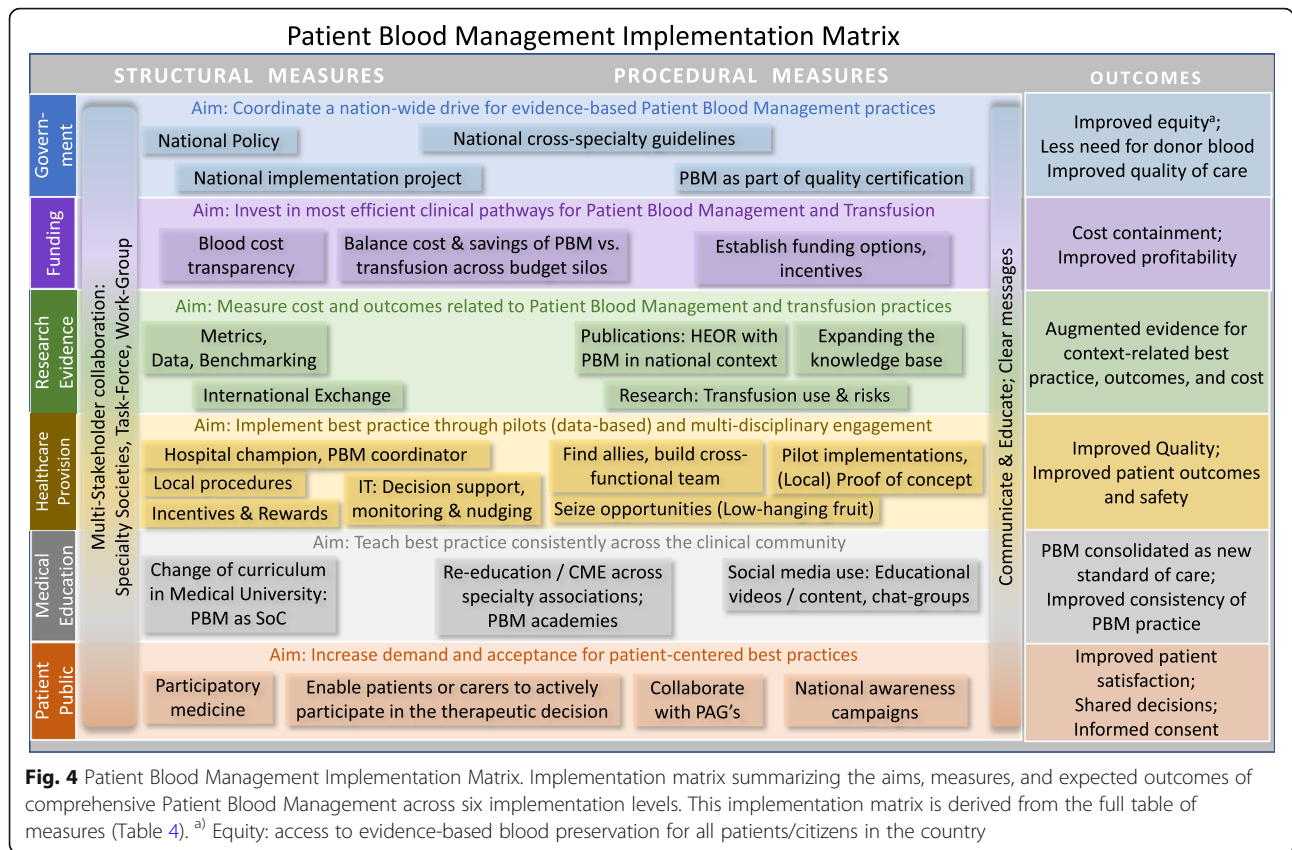 Patient Blood Management Implementation Matrix
STRUCTURAL MEASURES
PROCEDURAL MEASURES
OUTCOMES
Multi-Stakeholder collaboration:
Specialty Societies, Task-Force, Work-Group
Communicate & Educate; Clear messages
Govern-
ment
Aim: Coordinate a nation-wide drive for evidence-based Patient Blood Management practices
National Policy
National cross-specialty guidelines
National implementation project
PBM as part of quality certification
Improved equityᵃ;
Less need for donor blood
Improved quality of care
Funding
Aim: Invest in most efficient clinical pathways for Patient Blood Management and Transfusion
Blood cost
transparency
Balance cost & savings of PBM vs.
transfusion across budget silos
Establish funding options,
incentives
Cost containment;
Improved profitability
Research
Evidence
Aim: Measure cost and outcomes related to Patient Blood Management and transfusion practices
Metrics,
Data, Benchmarking
Publications: HEOR with
PBM in national context
Expanding the
knowledge base
International Exchange
Research: Transfusion use & risks
Augmented evidence for
context-related best
practice, outcomes, and cost
Healthcare
Provision
Aim: Implement best practice through pilots (data-based) and multi-disciplinary engagement
Hospital champion, PBM coordinator
Local procedures
Incentives & Rewards
IT: Decision support,
monitoring & nudging
Find allies, build cross-
functional team
Pilot implementations,
(Local) Proof of concept
Seize opportunities (Low-hanging fruit)
Improved Quality;
Improved patient outcomes
and safety
Medical
Education
Aim: Teach best practice consistently across the clinical community
Change of curriculum
in Medical University:
PBM as SoC
Re-education / CME across
specialty associations;
PBM academies
Social media use: Educational
videos / content, chat-groups
PBM consolidated as new
standard of care;
Improved consistency of
PBM practice
Patient
Public
Aim: Increase demand and acceptance for patient-centered best practices
Participatory
medicine
Enable patients or carers to actively
participate in the therapeutic decision
Collaborate
with PAG's
National awareness
campaigns
Improved patient
satisfaction;
Shared decisions;
Informed consent
Fig. 4 Patient Blood Management Implementation Matrix. Implementation matrix summarizing the aims, measures, and expected outcomes of
comprehensive Patient Blood Management across six implementation levels. This implementation matrix is derived from the full table of
measures (Table 4). ᵃ⁾ Equity: access to evidence-based blood preservation for all patients/citizens in the country